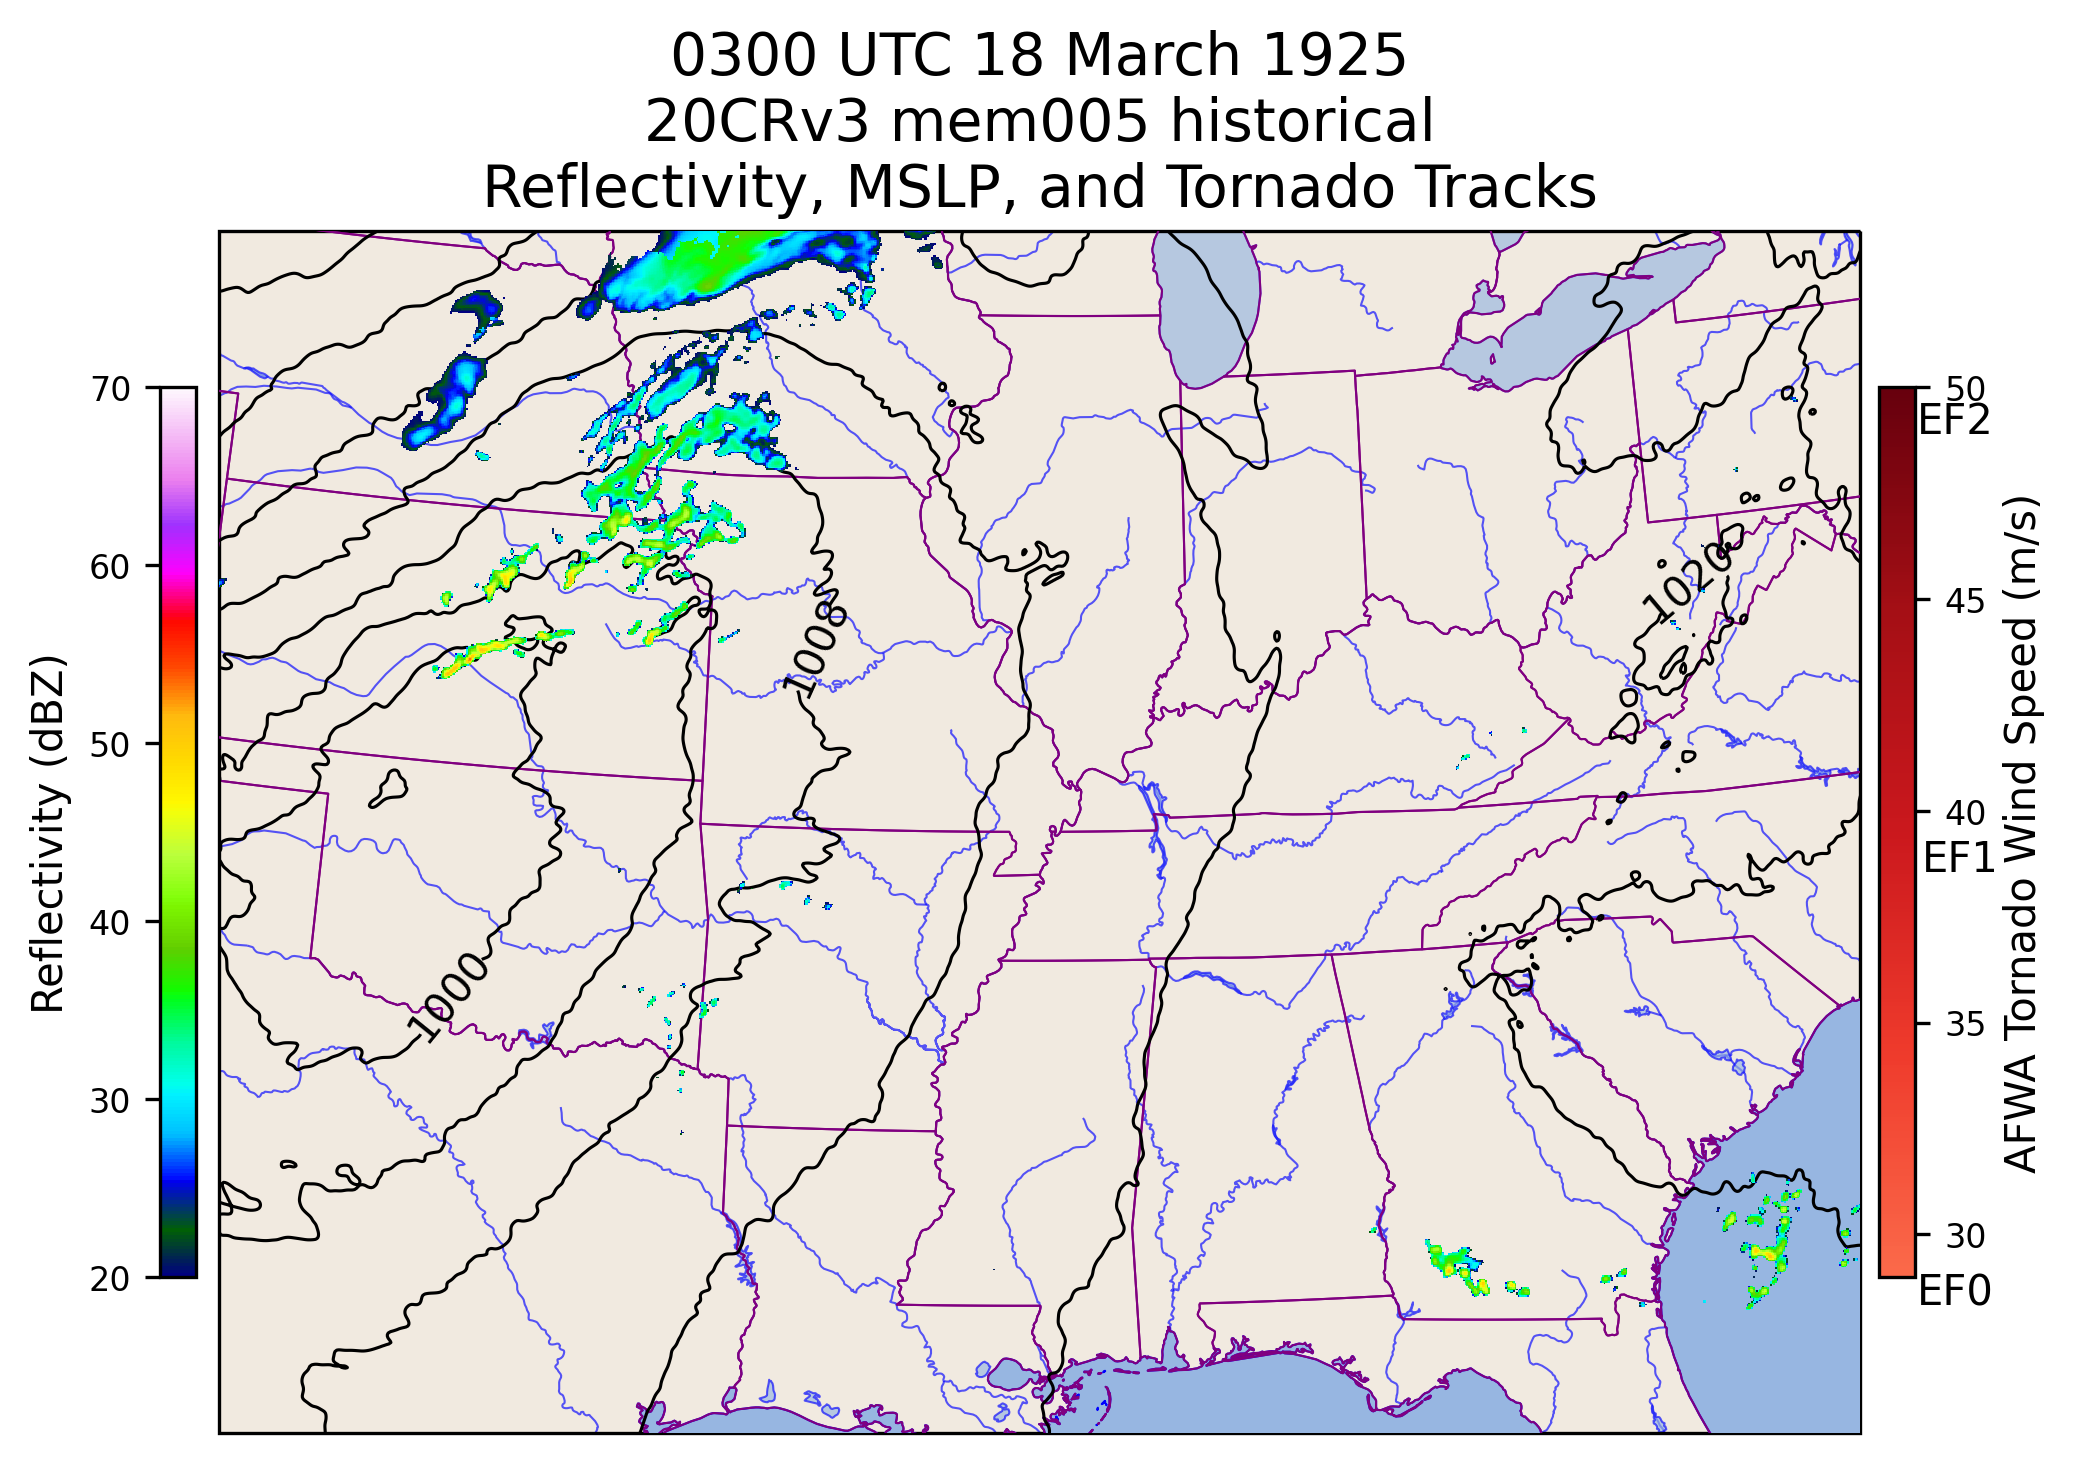 0300 UTC 18 March 1925
20CRv3 mem005 historical
Reflectivity, MSLP, and Tornado Tracks
Reflectivity (dBZ)
70
60
50
40
30
20
1008
1020
1000
50
EF2
45
40
EF1
35
30
EF0
AFWA Tornado Wind Speed (m/s)